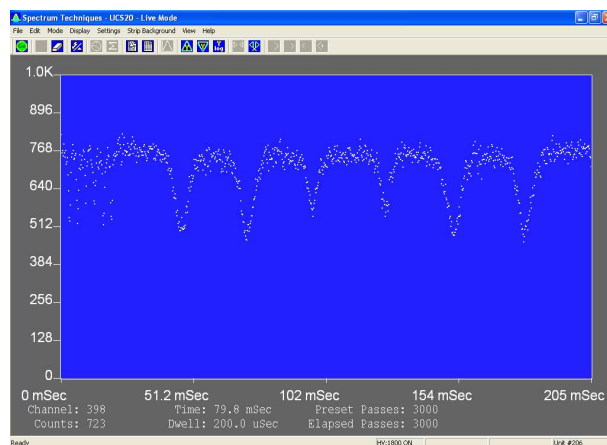 Spectrum Techniques - UCS20 - Live Mode
File Edit Mode Display Settings Strip Background View Help
1.0K
896
768
640
512
384
256
128
0
0 mSec 51.2 mSec 102 mSec 154 mSec 205 mSec
Channel: 398 Time: 79.8 mSec Preset Passes: 3000
Counts: 723 Dwell: 200.0 uSec Elapsed Passes: 3000
Ready HV:1800 ON Unit #206